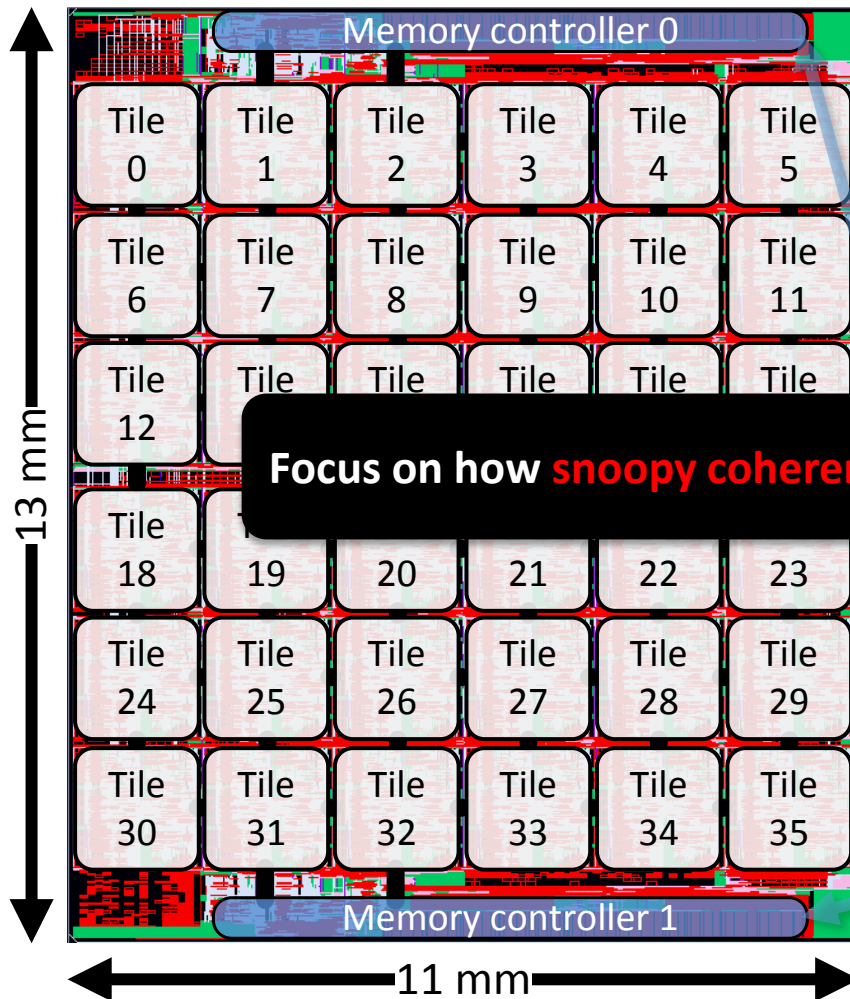 Memory controller 0
Tile 0
Tile 1
Tile 2
Tile 3
Tile 4
Tile 5
Tile 6
Tile 7
Tile 8
Tile 9
Tile 10
Tile 11
Tile 12
Tile
Tile
Tile
Tile
Tile
13 mm
Focus on how snoopy coheren
Tile 18
19
20
21
22
23
Tile 24
Tile 25
Tile 26
Tile 27
Tile 28
Tile 29
Tile 30
Tile 31
Tile 32
Tile 33
Tile 34
Tile 35
Memory controller 1
11 mm